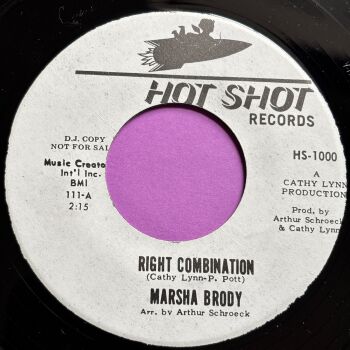 HOT SHOT
RECORDS
D.J. COPY
NOT FOR SAL
Music Creato
Int'l Inc.
BMI
111-A
2:15
HS-1000
A
CATHY LYNN
PRODUCTION
Prod. by
Arthur Schroeck
& Cathy Lynn
RIGHT COMBINATION
(Cathy Lynn-P. Pott)
MARSHA BRODY
Arr. by Arthur Schroeck